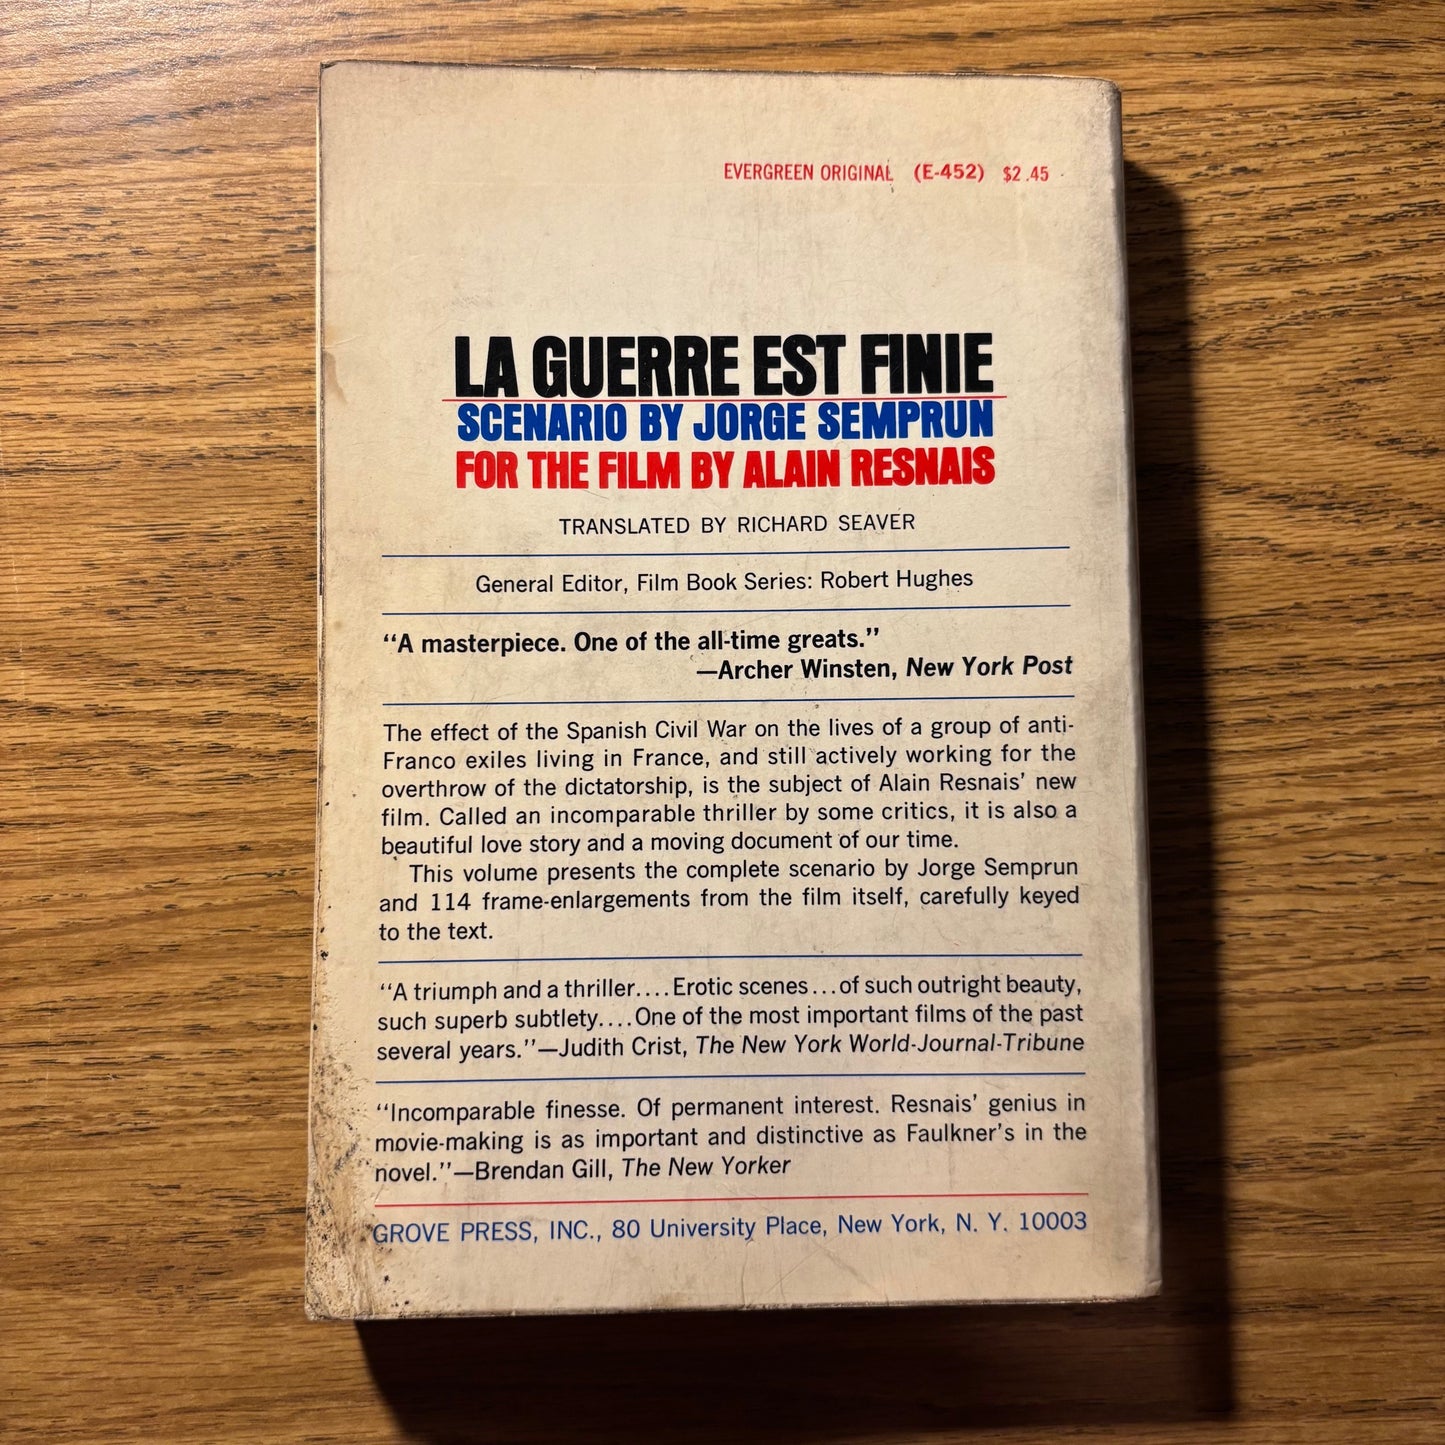 EVERGREEN ORIGINAL (E-452) $2.45
LA GUERRE EST FINIE
SCENARIO BY JORGE SEMPRUN
FOR THE FILM BY ALAIN RESNAIS
TRANSLATED BY RICHARD SEAVER
General Editor, Film Book Series: Robert Hughes
“A masterpiece. One of the all-time greats.”
—Archer Winsten, New York Post
The effect of the Spanish Civil War on the lives of a group of anti-
Franco exiles living in France, and still actively working for the
overthrow of the dictatorship, is the subject of Alain Resnais’ new
film. Called an incomparable thriller by some critics, it is also a
beautiful love story and a moving document of our time.
This volume presents the complete scenario by Jorge Semprun
and 114 frame-enlargements from the film itself, carefully keyed
to the text.
“A triumph and a thriller....Erotic scenes...of such outright beauty,
such superb subtlety....One of the most important films of the past
several years.”—Judith Crist, The New York World-Journal-Tribune
“Incomparable finesse. Of permanent interest. Resnais’ genius in
movie-making is as important and distinctive as Faulkner’s in the
novel.”—Brendan Gill, The New Yorker
GROVE PRESS, INC., 80 University Place, New York, N. Y. 10003